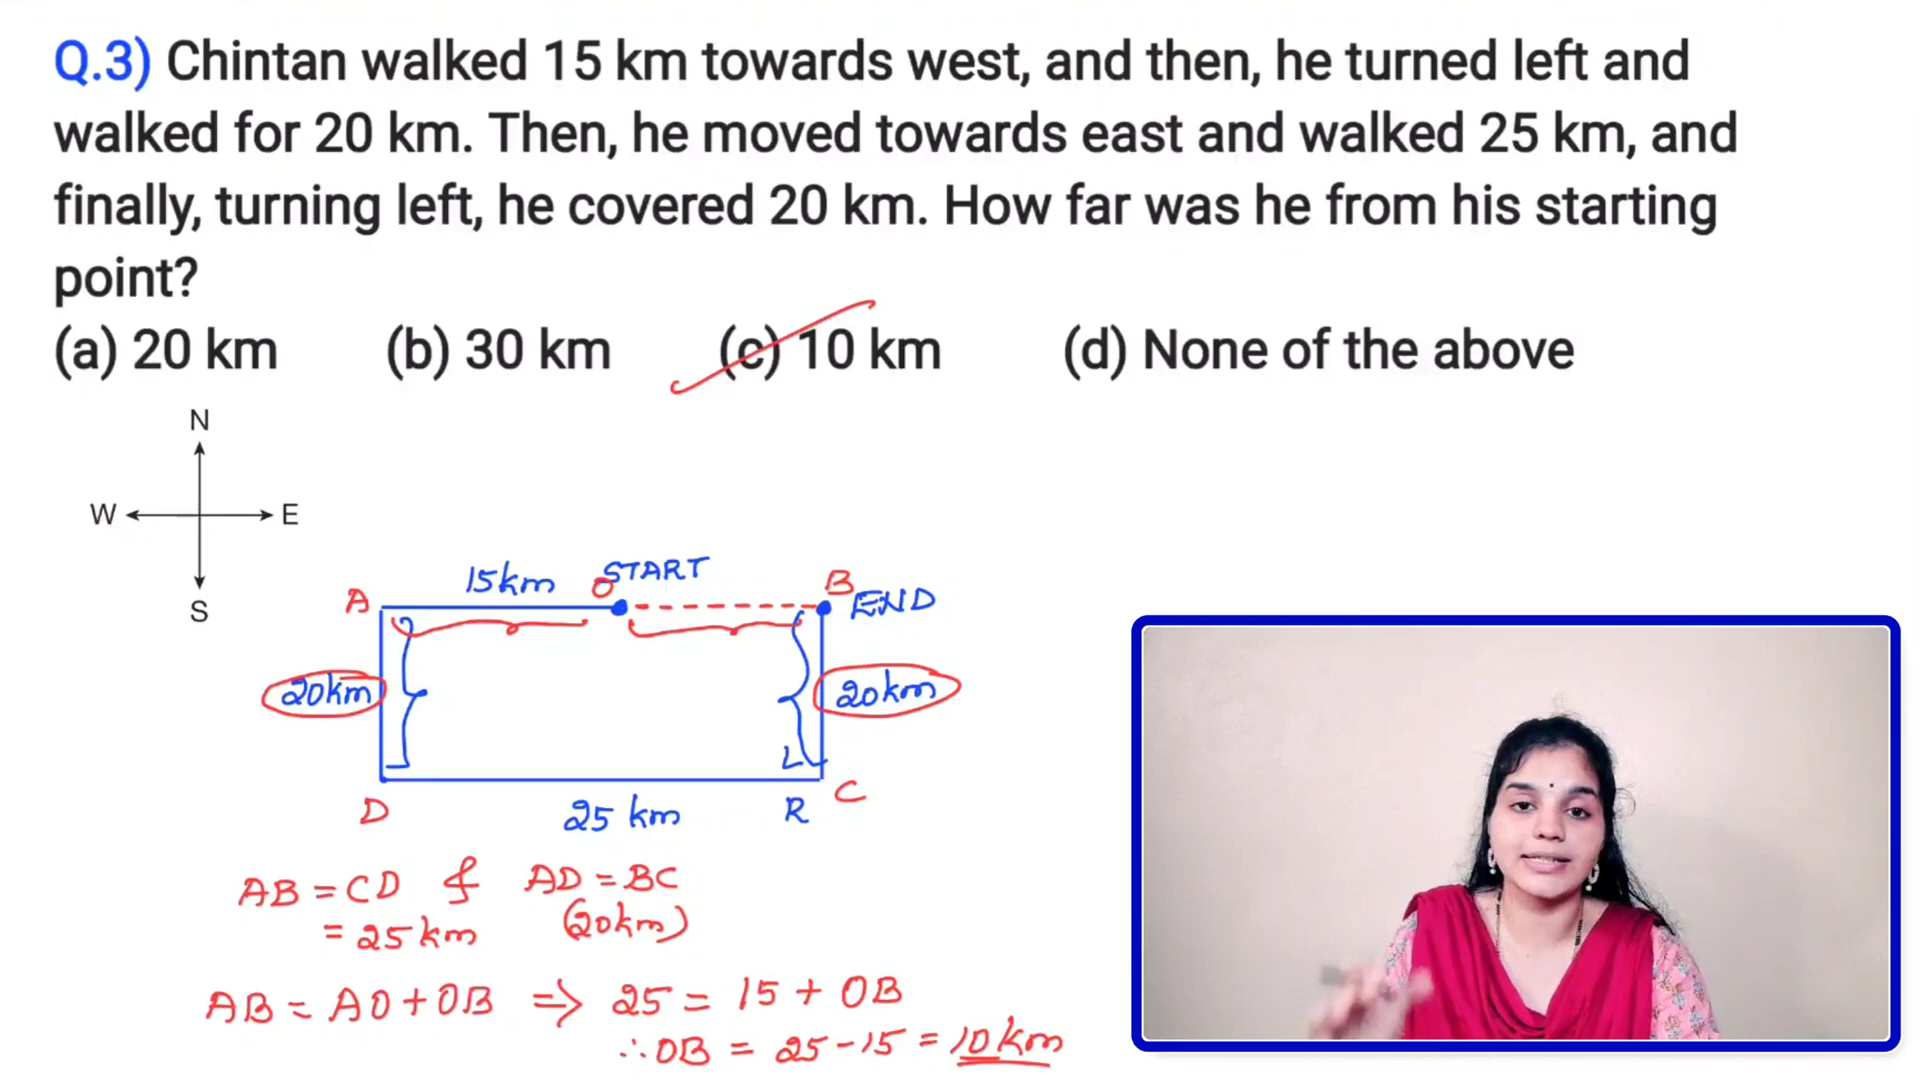 Q.3) Chintan walked 15 km towards west, and then, he turned left and
walked for 20 km. Then, he moved towards east and walked 25 km, and
finally, turning left, he covered 20 km. How far was he from his starting
point?
(a) 20 km (b) 30 km (c) 10 km (d) None of the above
N
W E
S
15km O START B
A END
20km 20km
L
D 25 km R C
AB = CD & AD = BC
= 25 km (20km)
AB = AO + OB ⇒ 25 = 15 + OB
∴ OB = 25 - 15 = 10 km